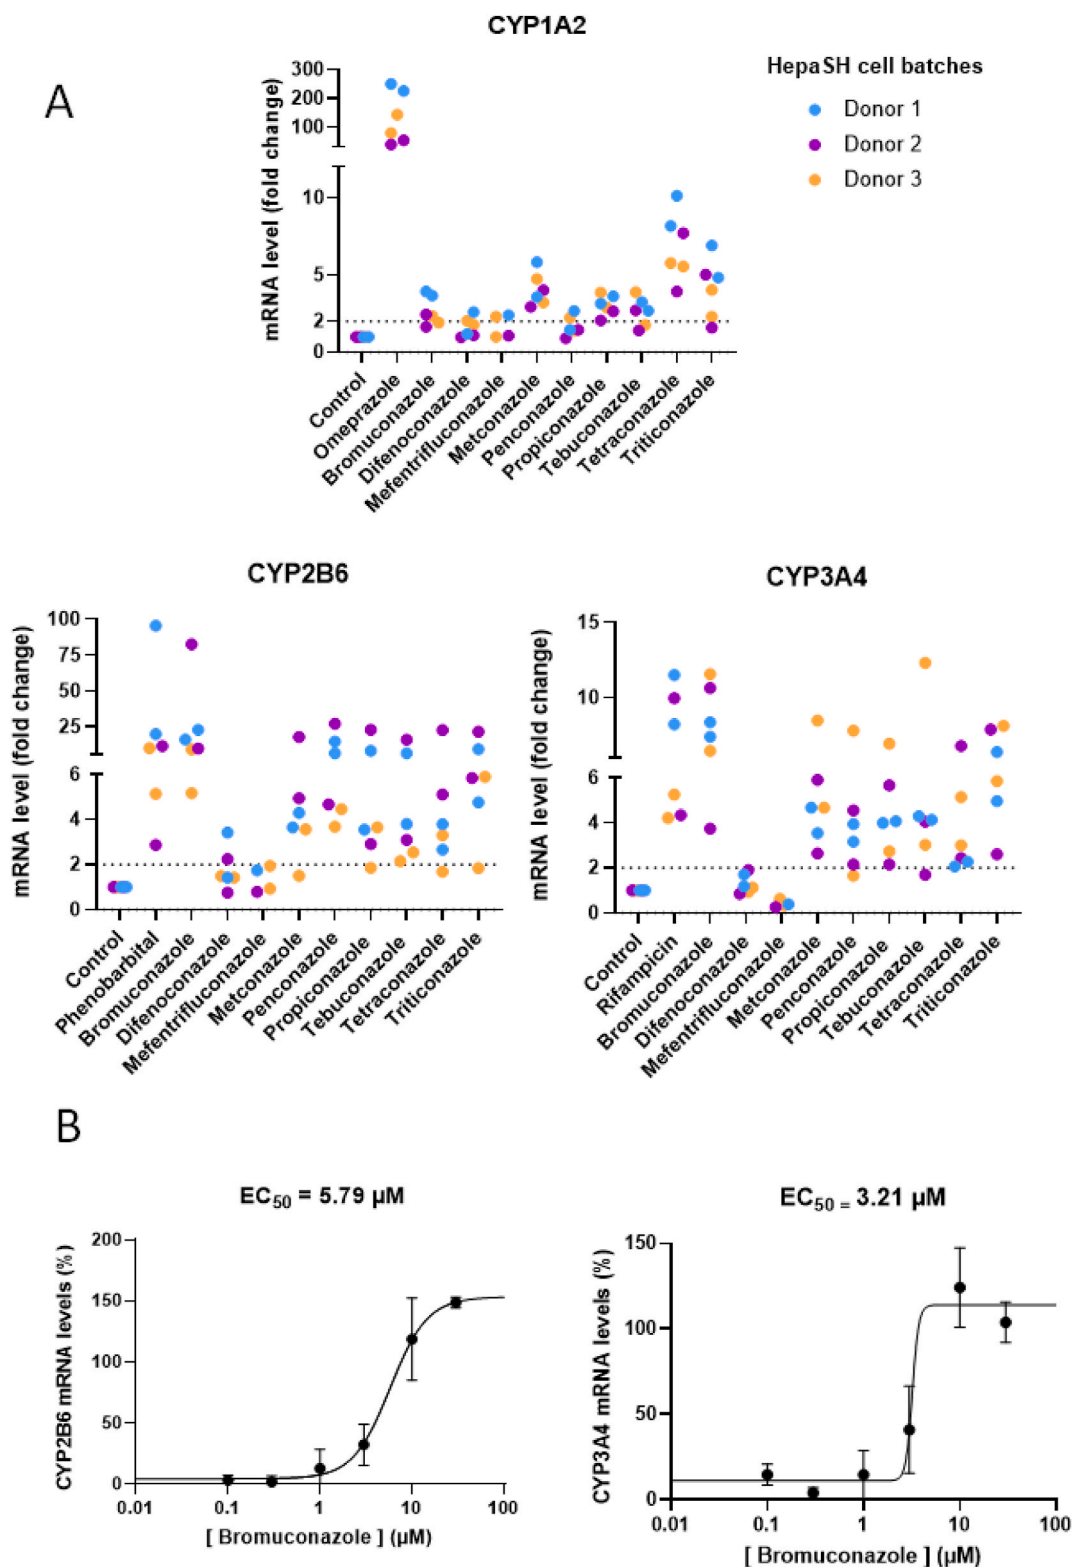 CYP1A2
A
HepaSH cell batches
Donor 1
Donor 2
Donor 3
mRNA level (fold change)
300
200
100
10
5
2
0
Control
Omeprazole
Bromuconazole
Difenoconazole
Mefentrifluconazole
Metconazole
Penconazole
Propiconazole
Tebuconazole
Tetraconazole
Triticonazole
CYP2B6
mRNA level (fold change)
100
75
50
25
6
4
2
0
Control
Phenobarbital
Bromuconazole
Difenoconazole
Mefentrifluconazole
Metconazole
Penconazole
Propiconazole
Tebuconazole
Tetraconazole
Triticonazole
CYP3A4
mRNA level (fold change)
15
10
6
4
2
0
Control
Rifampicin
Bromuconazole
Difenoconazole
Mefentrifluconazole
Metconazole
Penconazole
Propiconazole
Tebuconazole
Tetraconazole
Triticonazole
B
EC50 = 5.79 µM
CYP2B6 mRNA levels (%)
200
150
100
50
0
0.01 0.1 1 10 100
[ Bromuconazole ] (µM)
EC50 = 3.21 µM
CYP3A4 mRNA levels (%)
150
100
50
0
0.01 0.1 1 10 100
[ Bromuconazole ] (µM)